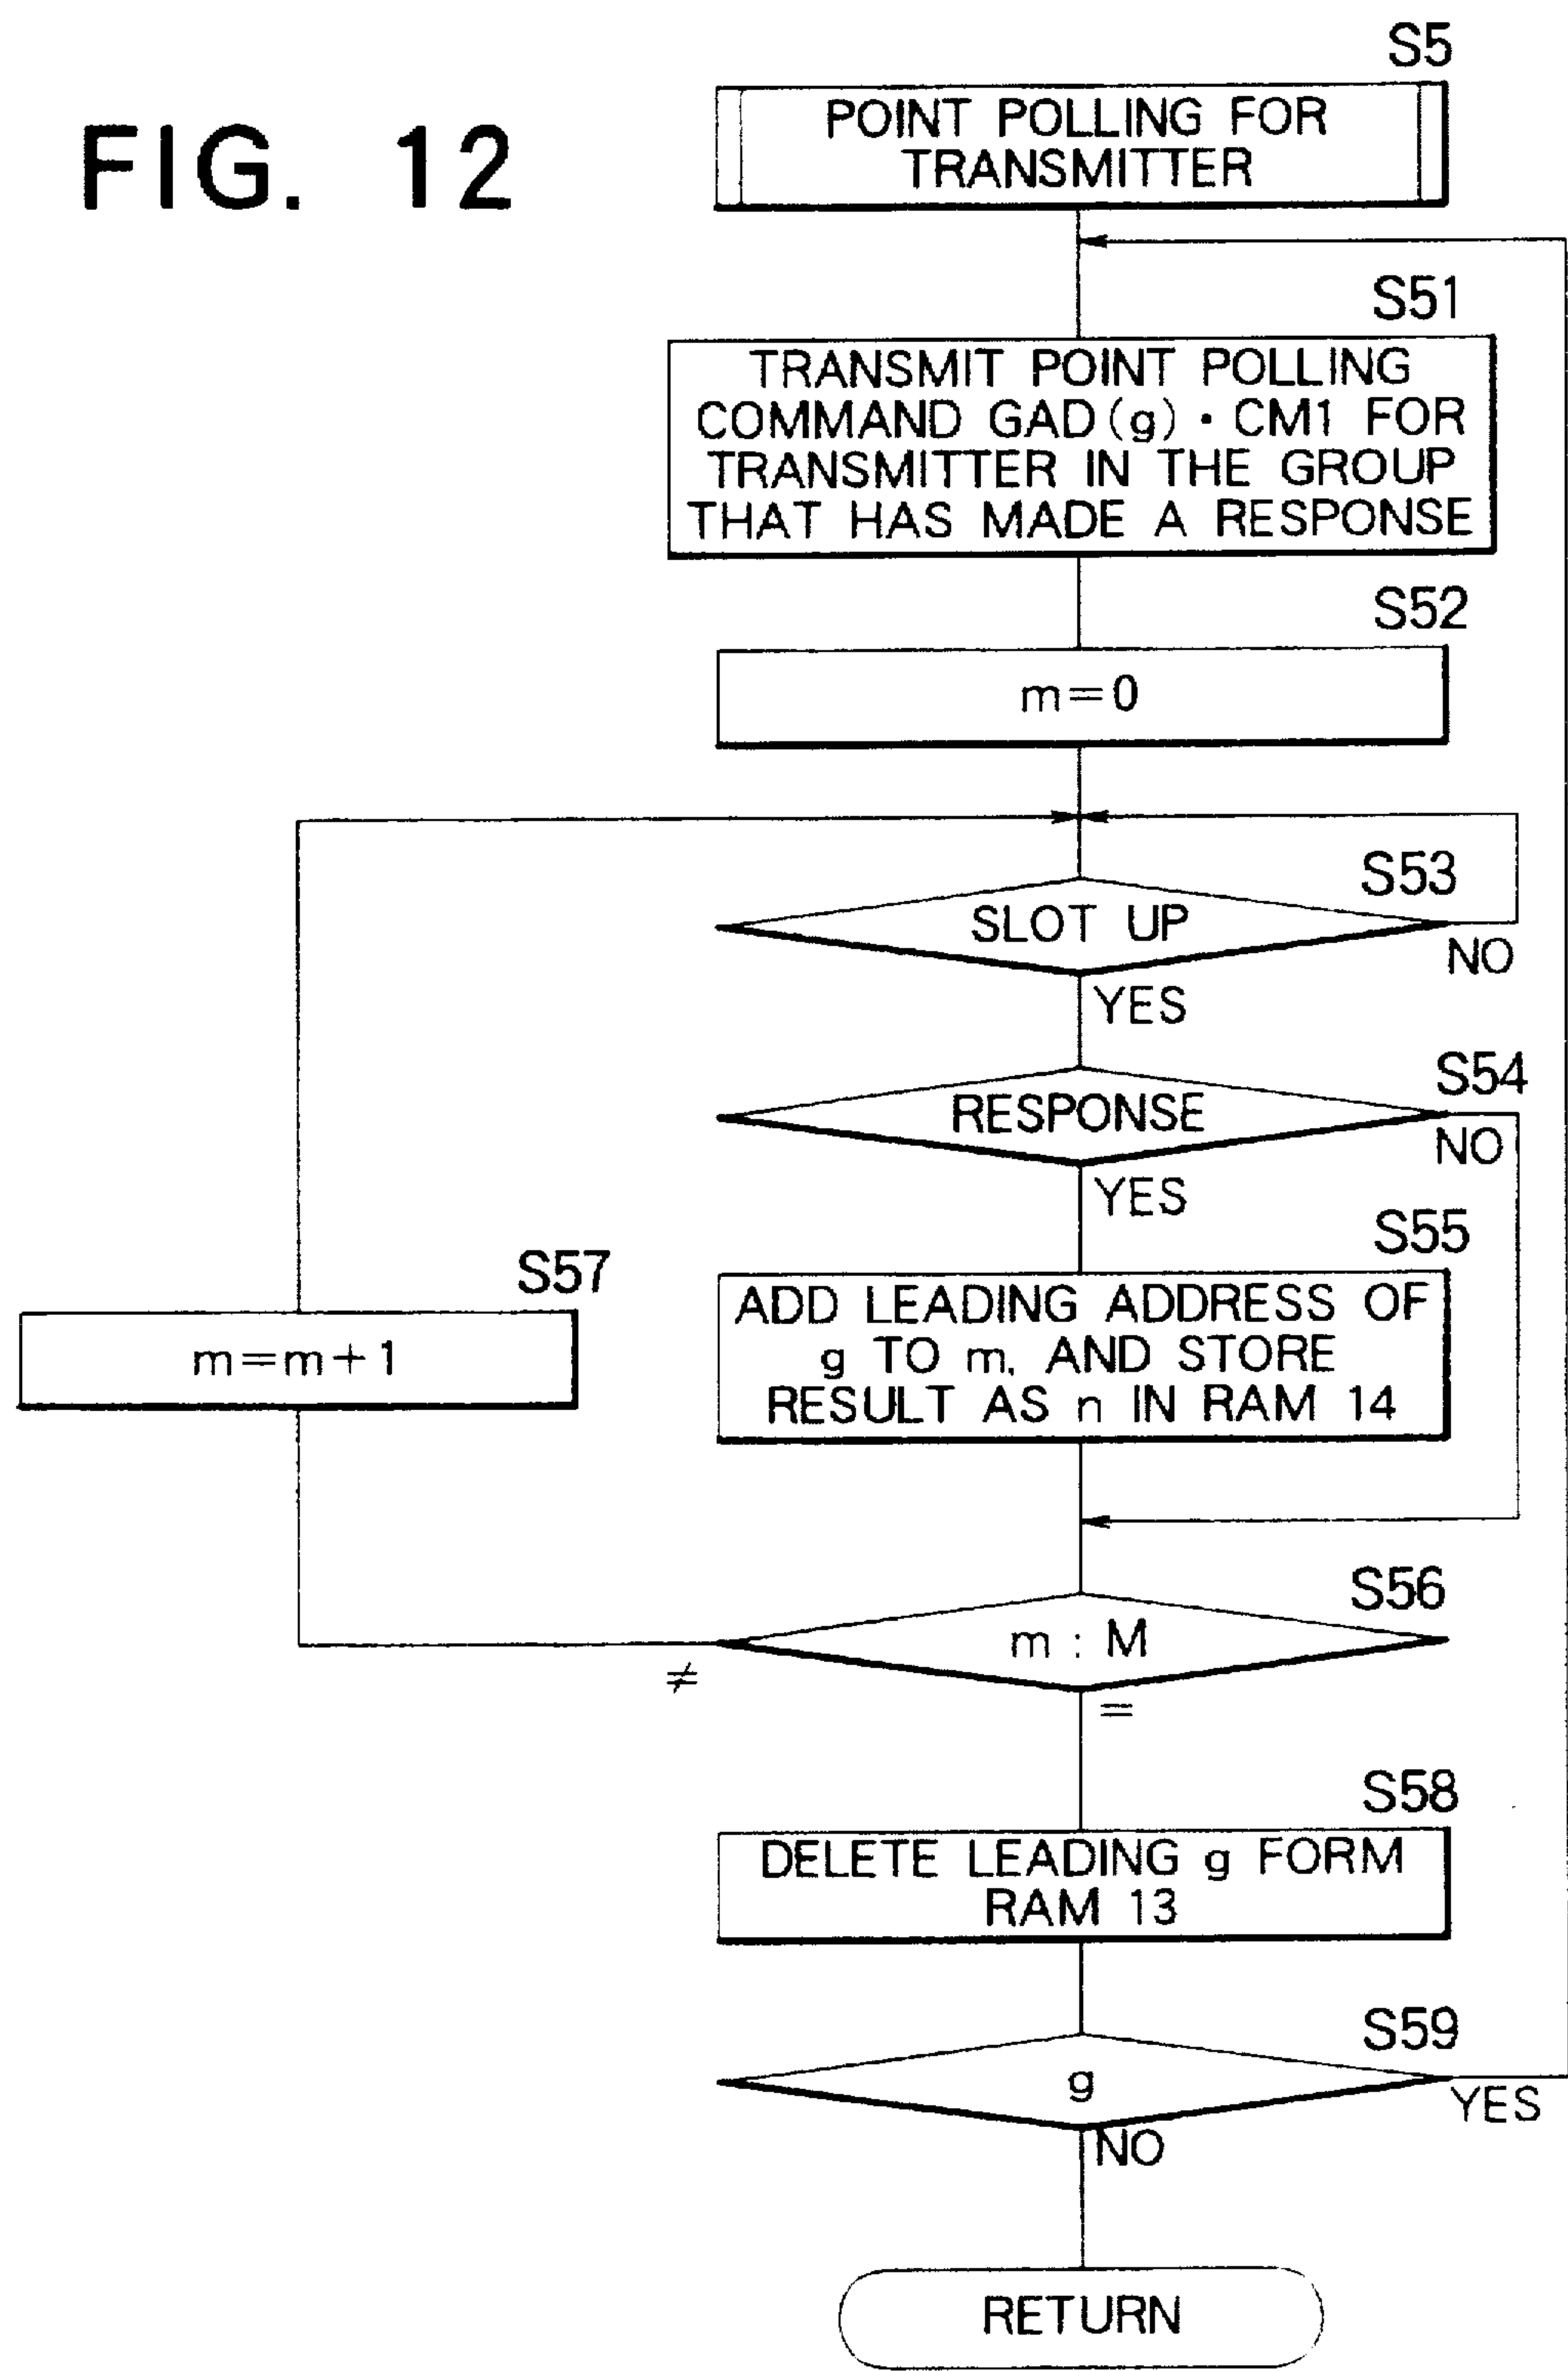 FIG. 12
S5
POINT POLLING FOR
TRANSMITTER
S51
TRANSMIT POINT POLLING
COMMAND GAD(g)・CM1 FOR
TRANSMITTER IN THE GROUP
THAT HAS MADE A RESPONSE
S52
m=0
S53
SLOT UP
NO
YES
S54
RESPONSE
NO
YES
S55
ADD LEADING ADDRESS OF
g TO m, AND STORE
RESULT AS n IN RAM 14
S57
m=m+1
S56
m : M
≠
=
S58
DELETE LEADING g FORM
RAM 13
S59
g
YES
NO
RETURN